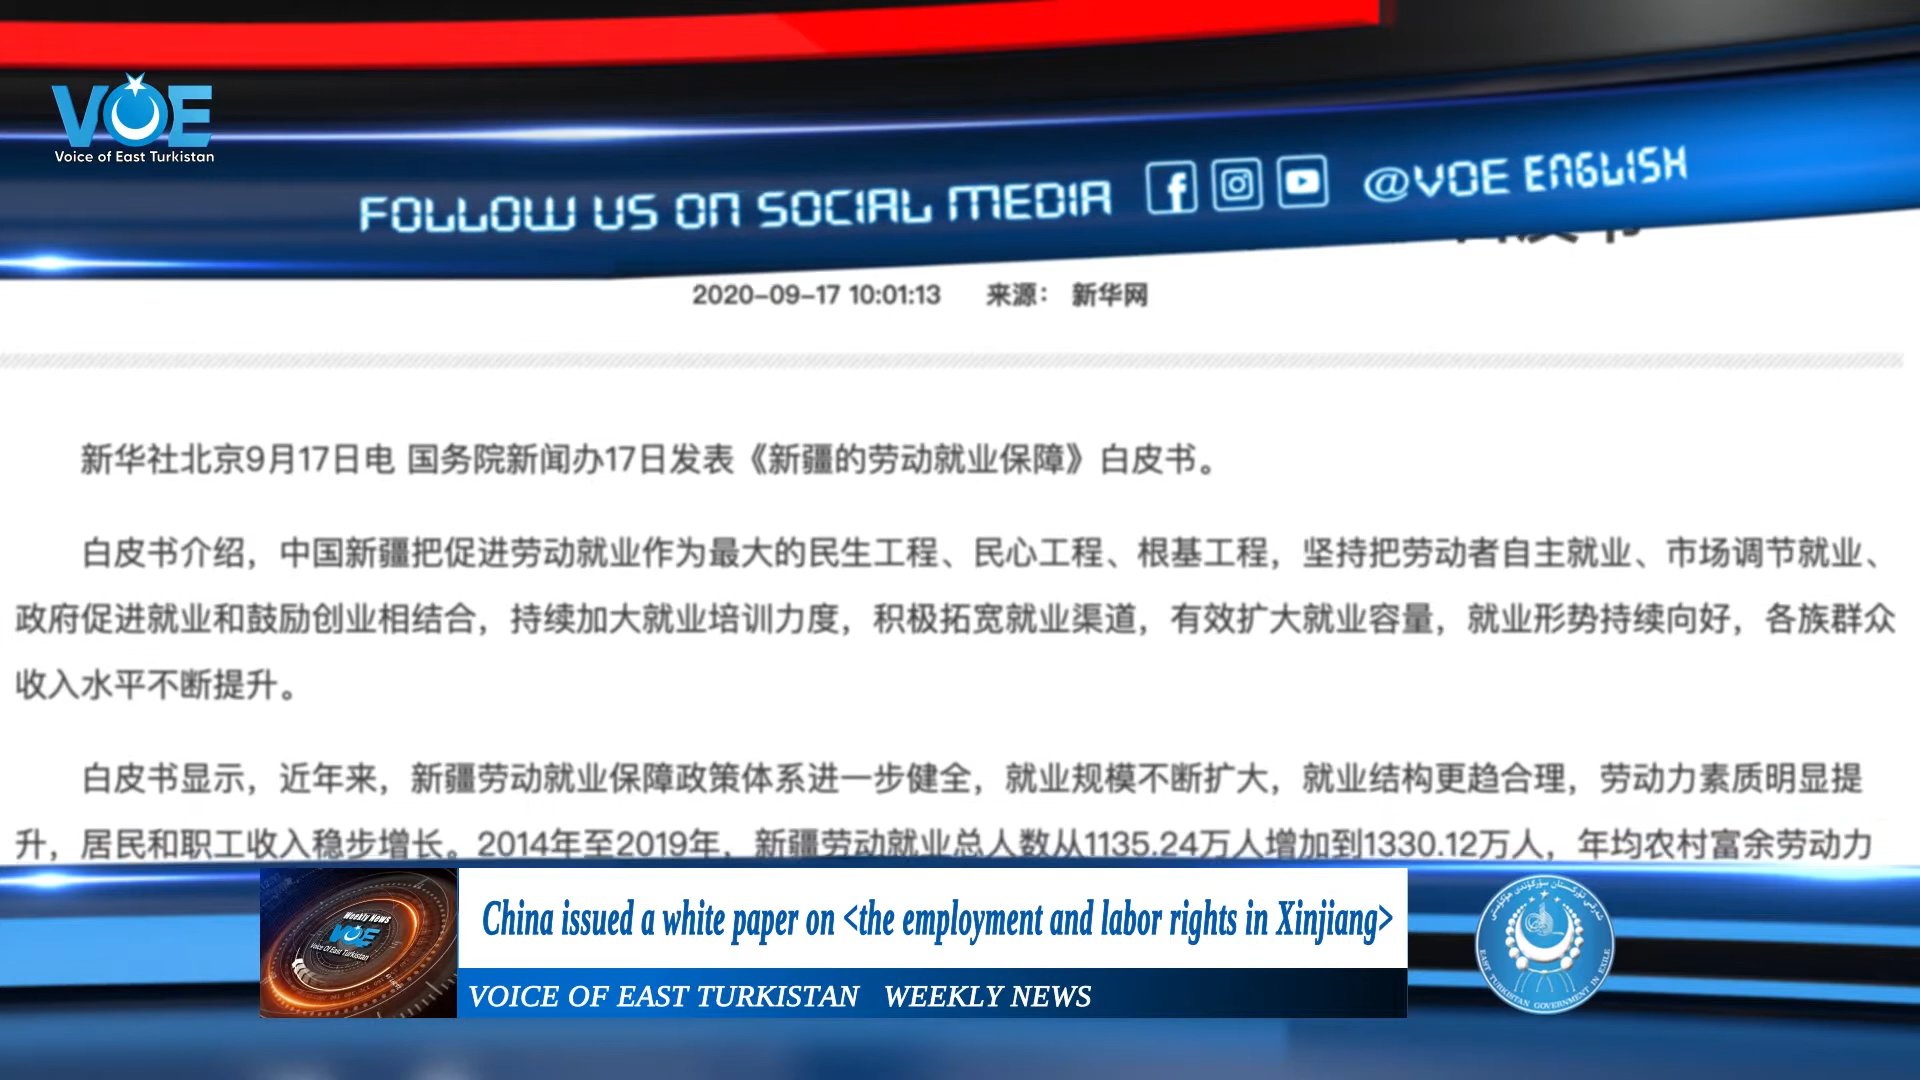 VOE
Voice of East Turkistan
FOLLOW US ON SOCIAL MEDIA @VOE ENGLISH
2020-09-17 10:01:13 来源： 新华网
新华社北京9月17日电 国务院新闻办17日发表《新疆的劳动就业保障》白皮书。
白皮书介绍，中国新疆把促进劳动就业作为最大的民生工程、民心工程、根基工程，坚持把劳动者自主就业、市场调节就业、
政府促进就业和鼓励创业相结合，持续加大就业培训力度，积极拓宽就业渠道，有效扩大就业容量，就业形势持续向好，各族群众
收入水平不断提升。
白皮书显示，近年来，新疆劳动就业保障政策体系进一步健全，就业规模不断扩大，就业结构更趋合理，劳动力素质明显提
升，居民和职工收入稳步增长。2014年至2019年，新疆劳动就业总人数从1135.24万人增加到1330.12万人，年均农村富余劳动力
Weekly News
VOE
Voice Of East Turkistan
China issued a white paper on <the employment and labor rights in Xinjiang>
VOICE OF EAST TURKISTAN WEEKLY NEWS
EAST TURKISTAN GOVERNMENT IN EXILE